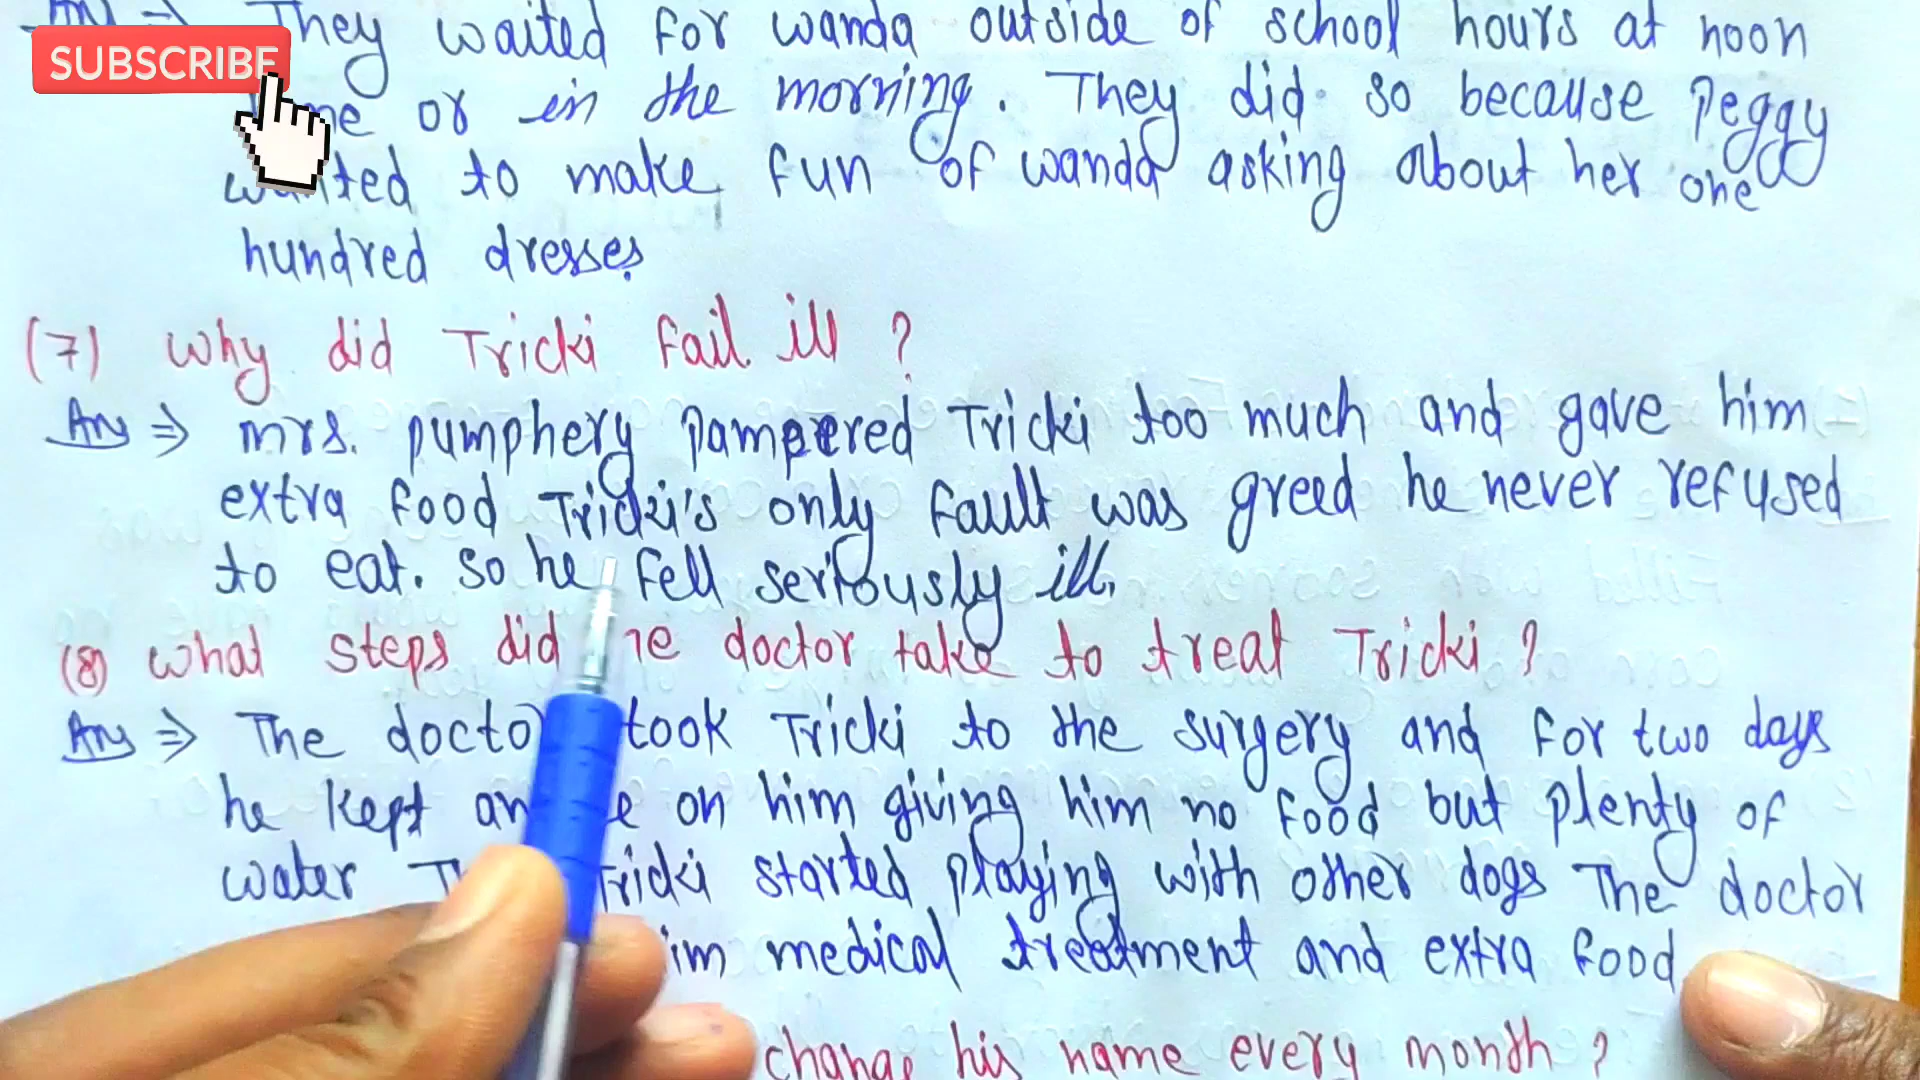 SUBSCRIBE
They waited for wanda outside of school hours at noon
or in the morning. They did so because Peggy
to make fun of wanda asking about her one
hundred dresses
(7) Why did Tricki fail ill ?
Ans ⇒ Mrs. pumphery pampered Tricki too much and gave him
extra food Tricki's only fault was greed he never refused
to eat. So he fell seriously ill.
(8) What steps did doctor take to treat Tricki ?
Ans ⇒ The took Tricki to the surgery and for two days
he kept on him giving him no food but plenty of
water Tricki started playing with other dogs The doctor
medical treatment and extra food
change his name every month ?